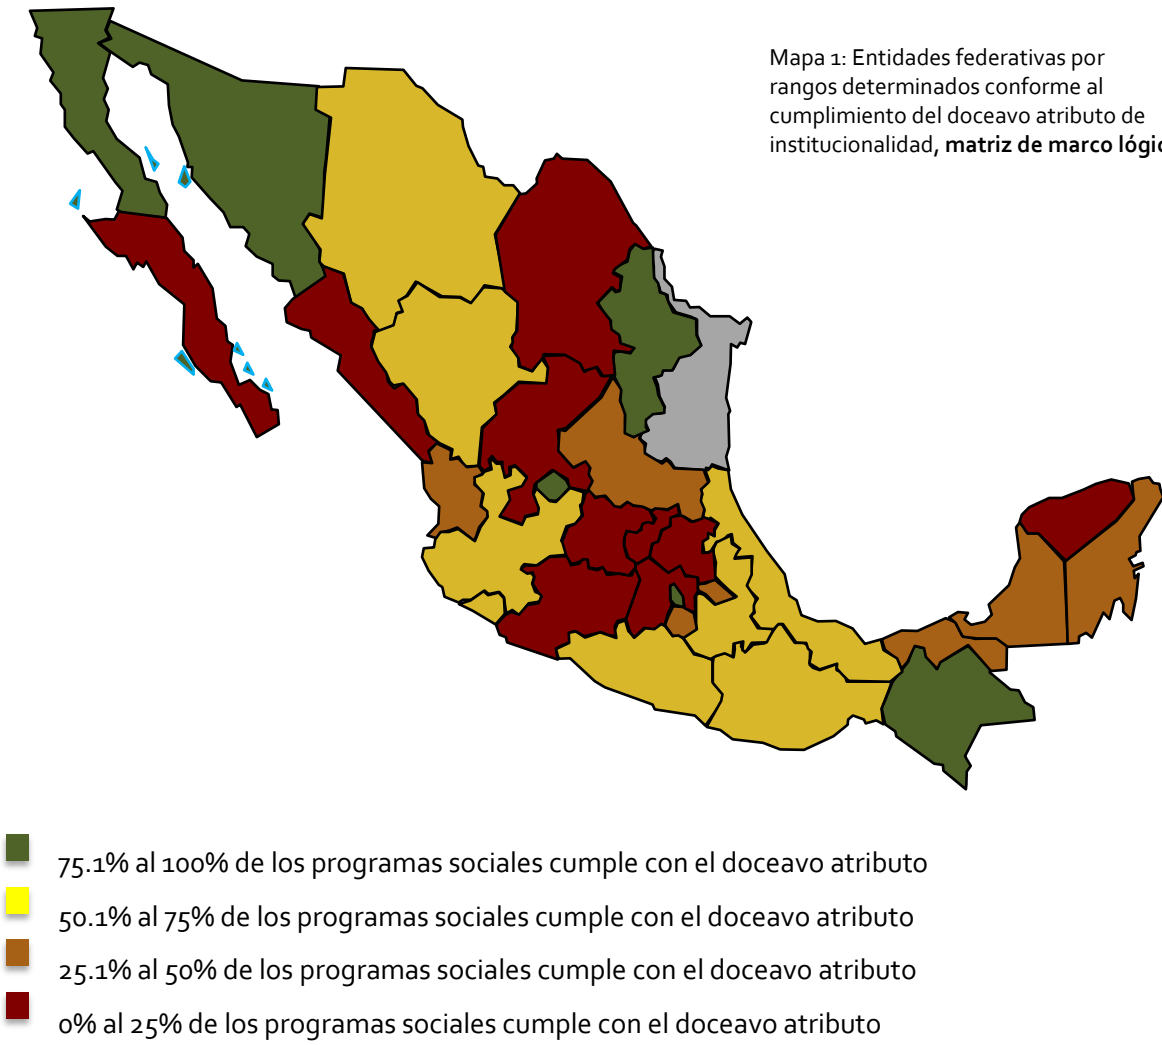 Mapa 1: Entidades federativas por
rangos determinados conforme al
cumplimiento del doceavo atributo de
institucionalidad, matriz de marco lógic
75.1% al 100% de los programas sociales cumple con el doceavo atributo
50.1% al 75% de los programas sociales cumple con el doceavo atributo
25.1% al 50% de los programas sociales cumple con el doceavo atributo
0% al 25% de los programas sociales cumple con el doceavo atributo